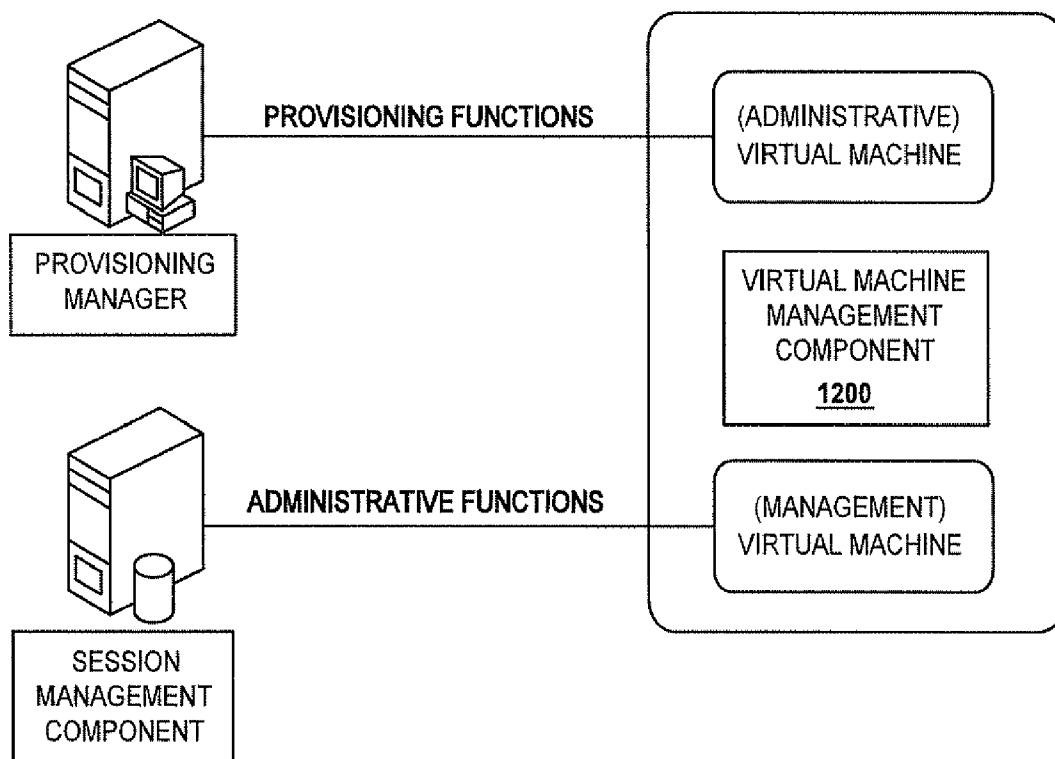 PROVISIONING FUNCTIONS
(ADMINISTRATIVE)
VIRTUAL MACHINE
PROVISIONING
MANAGER
VIRTUAL MACHINE
MANAGEMENT
COMPONENT
1200
ADMINISTRATIVE FUNCTIONS
(MANAGEMENT)
VIRTUAL MACHINE
SESSION
MANAGEMENT
COMPONENT